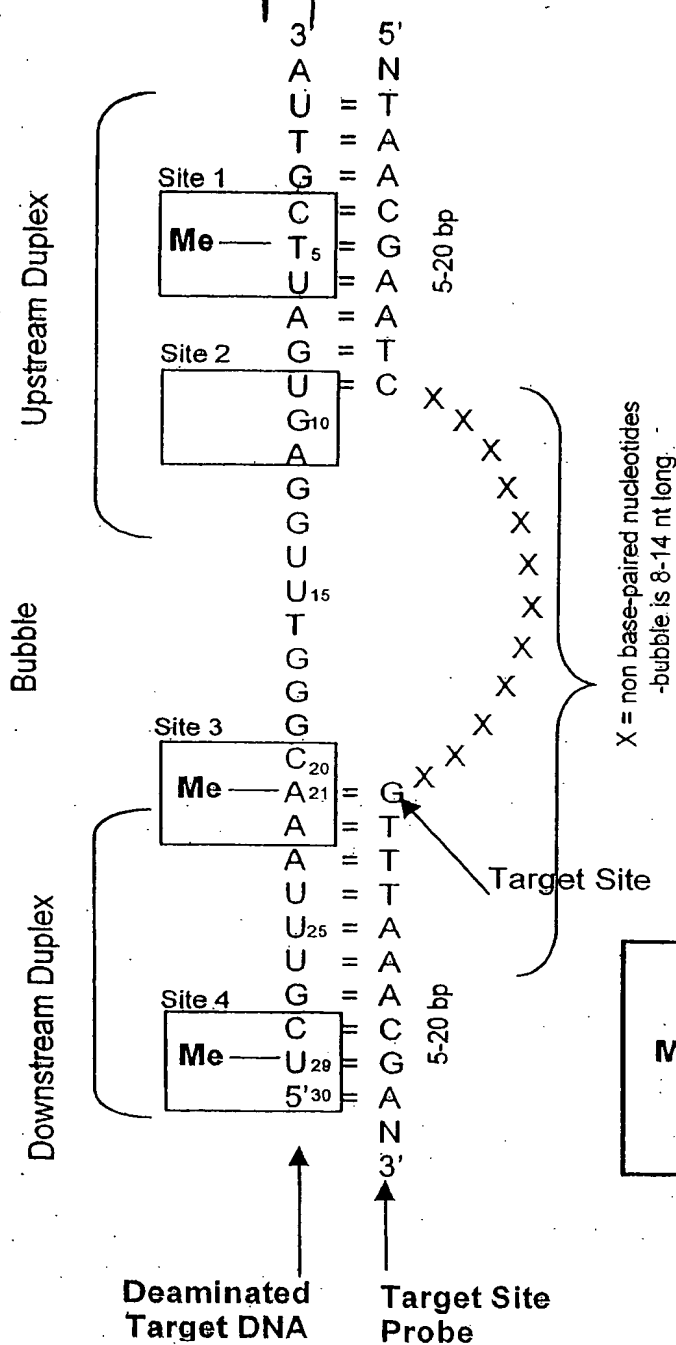 3' 5'
A N
U = T
T = A
Site 1 G = A
C = C
Me — T5 = G
U = A
A = A
Site 2 G = T
U = C
X
G10 X
A X
G X
G X
U X
U15 X
T X
G X
G X
Site 3 G X
C20 X
Me — A21 = G
A = T
A = T
U = T
U25 = A
U = A
Site 4 G = A
C = C
Me — U29 = G
5'30 = A
N
3'
Upstream Duplex
Bubble
Downstream Duplex
5-20 bp
5-20 bp
X = non base-paired nucleotides
-bubble is 8-14 nt long
Target Site
Deaminated
Target DNA
Target Site
Probe